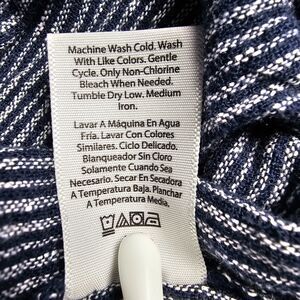 Machine Wash Cold. Wash
With Like Colors. Gentle
Cycle. Only Non-Chlorine
Bleach When Needed.
Tumble Dry Low. Medium
Iron.
Lavar A Máquina En Agua
Fria. Lavar Con Colores
Similares. Ciclo Delicado.
Blanqueador Sin Cloro
Solamente Cuando Sea
Necesario. Secar En Secadora
A Temperatura Baja. Planchar
A Temperatura Media.